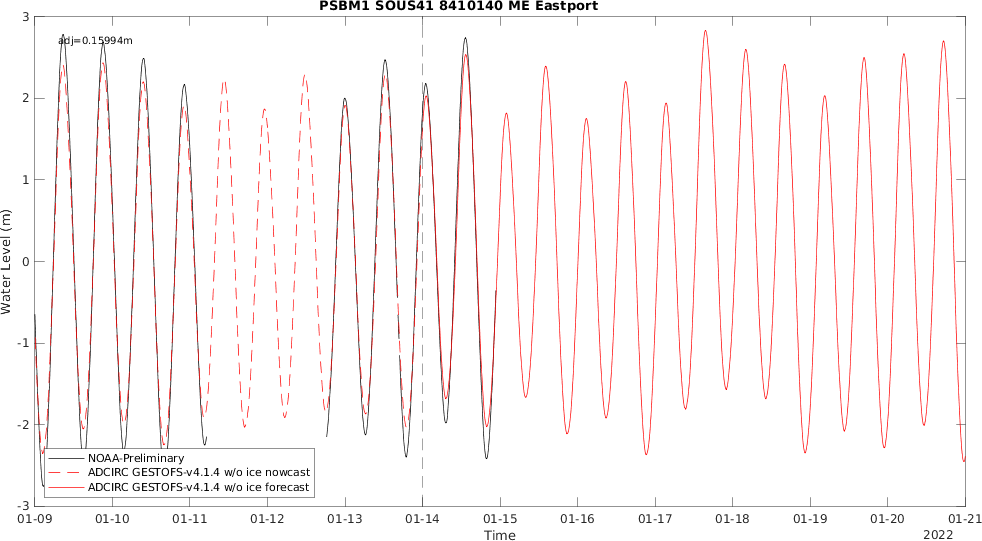 PSBM1 SOUS41 8410140 ME Eastport
adj=0.15994m
3
2
1
0
-1
-2
-3
Water Level (m)
NOAA-Preliminary
ADCIRC GESTOFS-v4.1.4 w/o ice nowcast
ADCIRC GESTOFS-v4.1.4 w/o ice forecast
01-09 01-10 01-11 01-12 01-13 01-14 01-15 01-16 01-17 01-18 01-19 01-20 01-21
Time
2022